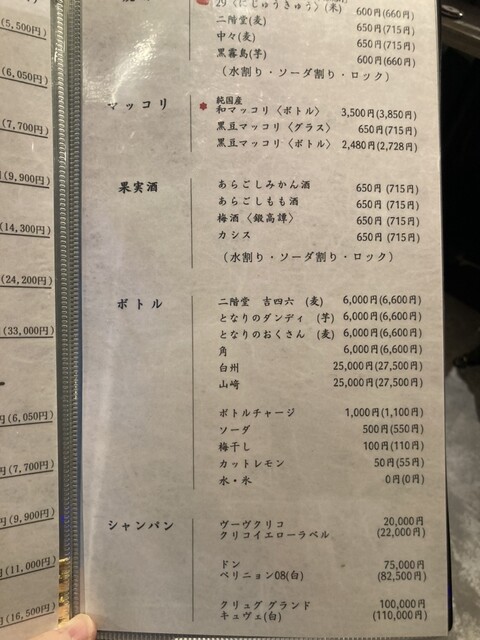 (5,500円)
(6,050円)
(7,700円)
(9,900円)
(14,300円)
(24,200円)
(33,000円)
円(6,050円)
円(7,700円)
円(9,900円)
(11,000円)
(16,500円)
29〈にじゅうきゅう〉(米) 600円(660円)
二階堂(麦) 650円(715円)
中々(麦) 650円(715円)
黒霧島(芋) 650円(715円)
(水割り・ソーダ割り・ロック)
マッコリ
純国産
和マッコリ〈ボトル〉 3,500円(3,850円)
黒豆マッコリ〈グラス〉 650円(715円)
黒豆マッコリ〈ボトル〉 2,480円(2,728円)
果実酒
あらごしみかん酒 650円(715円)
あらごしもも酒 650円(715円)
梅酒〈鍛高譚〉 650円(715円)
カシス 650円(715円)
(水割り・ソーダ割り・ロック)
ボトル
二階堂 吉四六 (麦) 6,000円(6,600円)
となりのダンディ (芋) 6,000円(6,600円)
となりのおくさん (麦) 6,000円(6,600円)
角 6,000円(6,600円)
白州 25,000円(27,500円)
山崎 25,000円(27,500円)
ボトルチャージ 1,000円(1,100円)
ソーダ 500円(550円)
梅干し 100円(110円)
カットレモン 50円(55円)
水・氷 0円(0円)
シャンパン
ヴーヴクリコ 20,000円
クリコイエローラベル (22,000円)
ドン 75,000円
ペリニョン08(白) (82,500円)
クリュグ グランド 100,000円
キュヴェ(白) (110,000円)